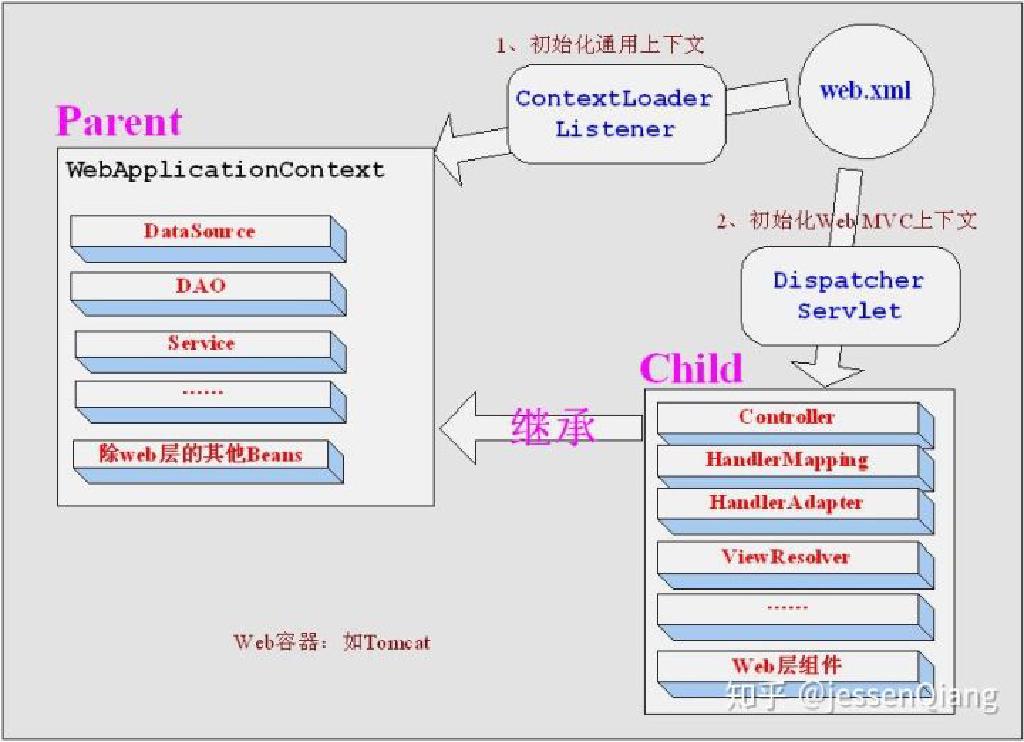 1、初始化通用上下文
web.xml
ContextLoader
Listener
Parent
WebApplicationContext
DataSource
DAO
Service
······
除web层的其他Beans
2、初始化Web MVC上下文
Dispatcher
Servlet
Child
继承
Controller
HandlerMapping
HandlerAdapter
ViewResolver
······
Web层组件
Web容器：如Tomcat
知乎 @jessenQiang